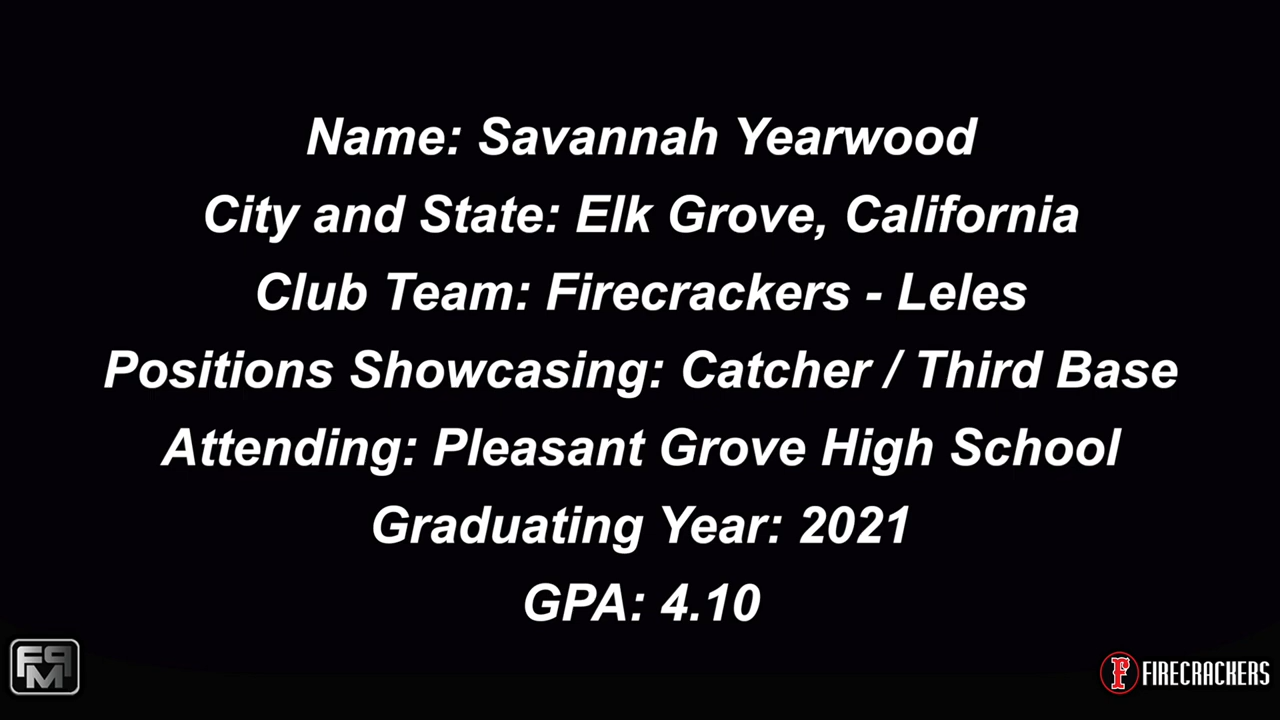 Name: Savannah Yearwood
City and State: Elk Grove, California
Club Team: Firecrackers - Leles
Positions Showcasing: Catcher / Third Base
Attending: Pleasant Grove High School
Graduating Year: 2021
GPA: 4.10
FPM
F FIRECRACKERS